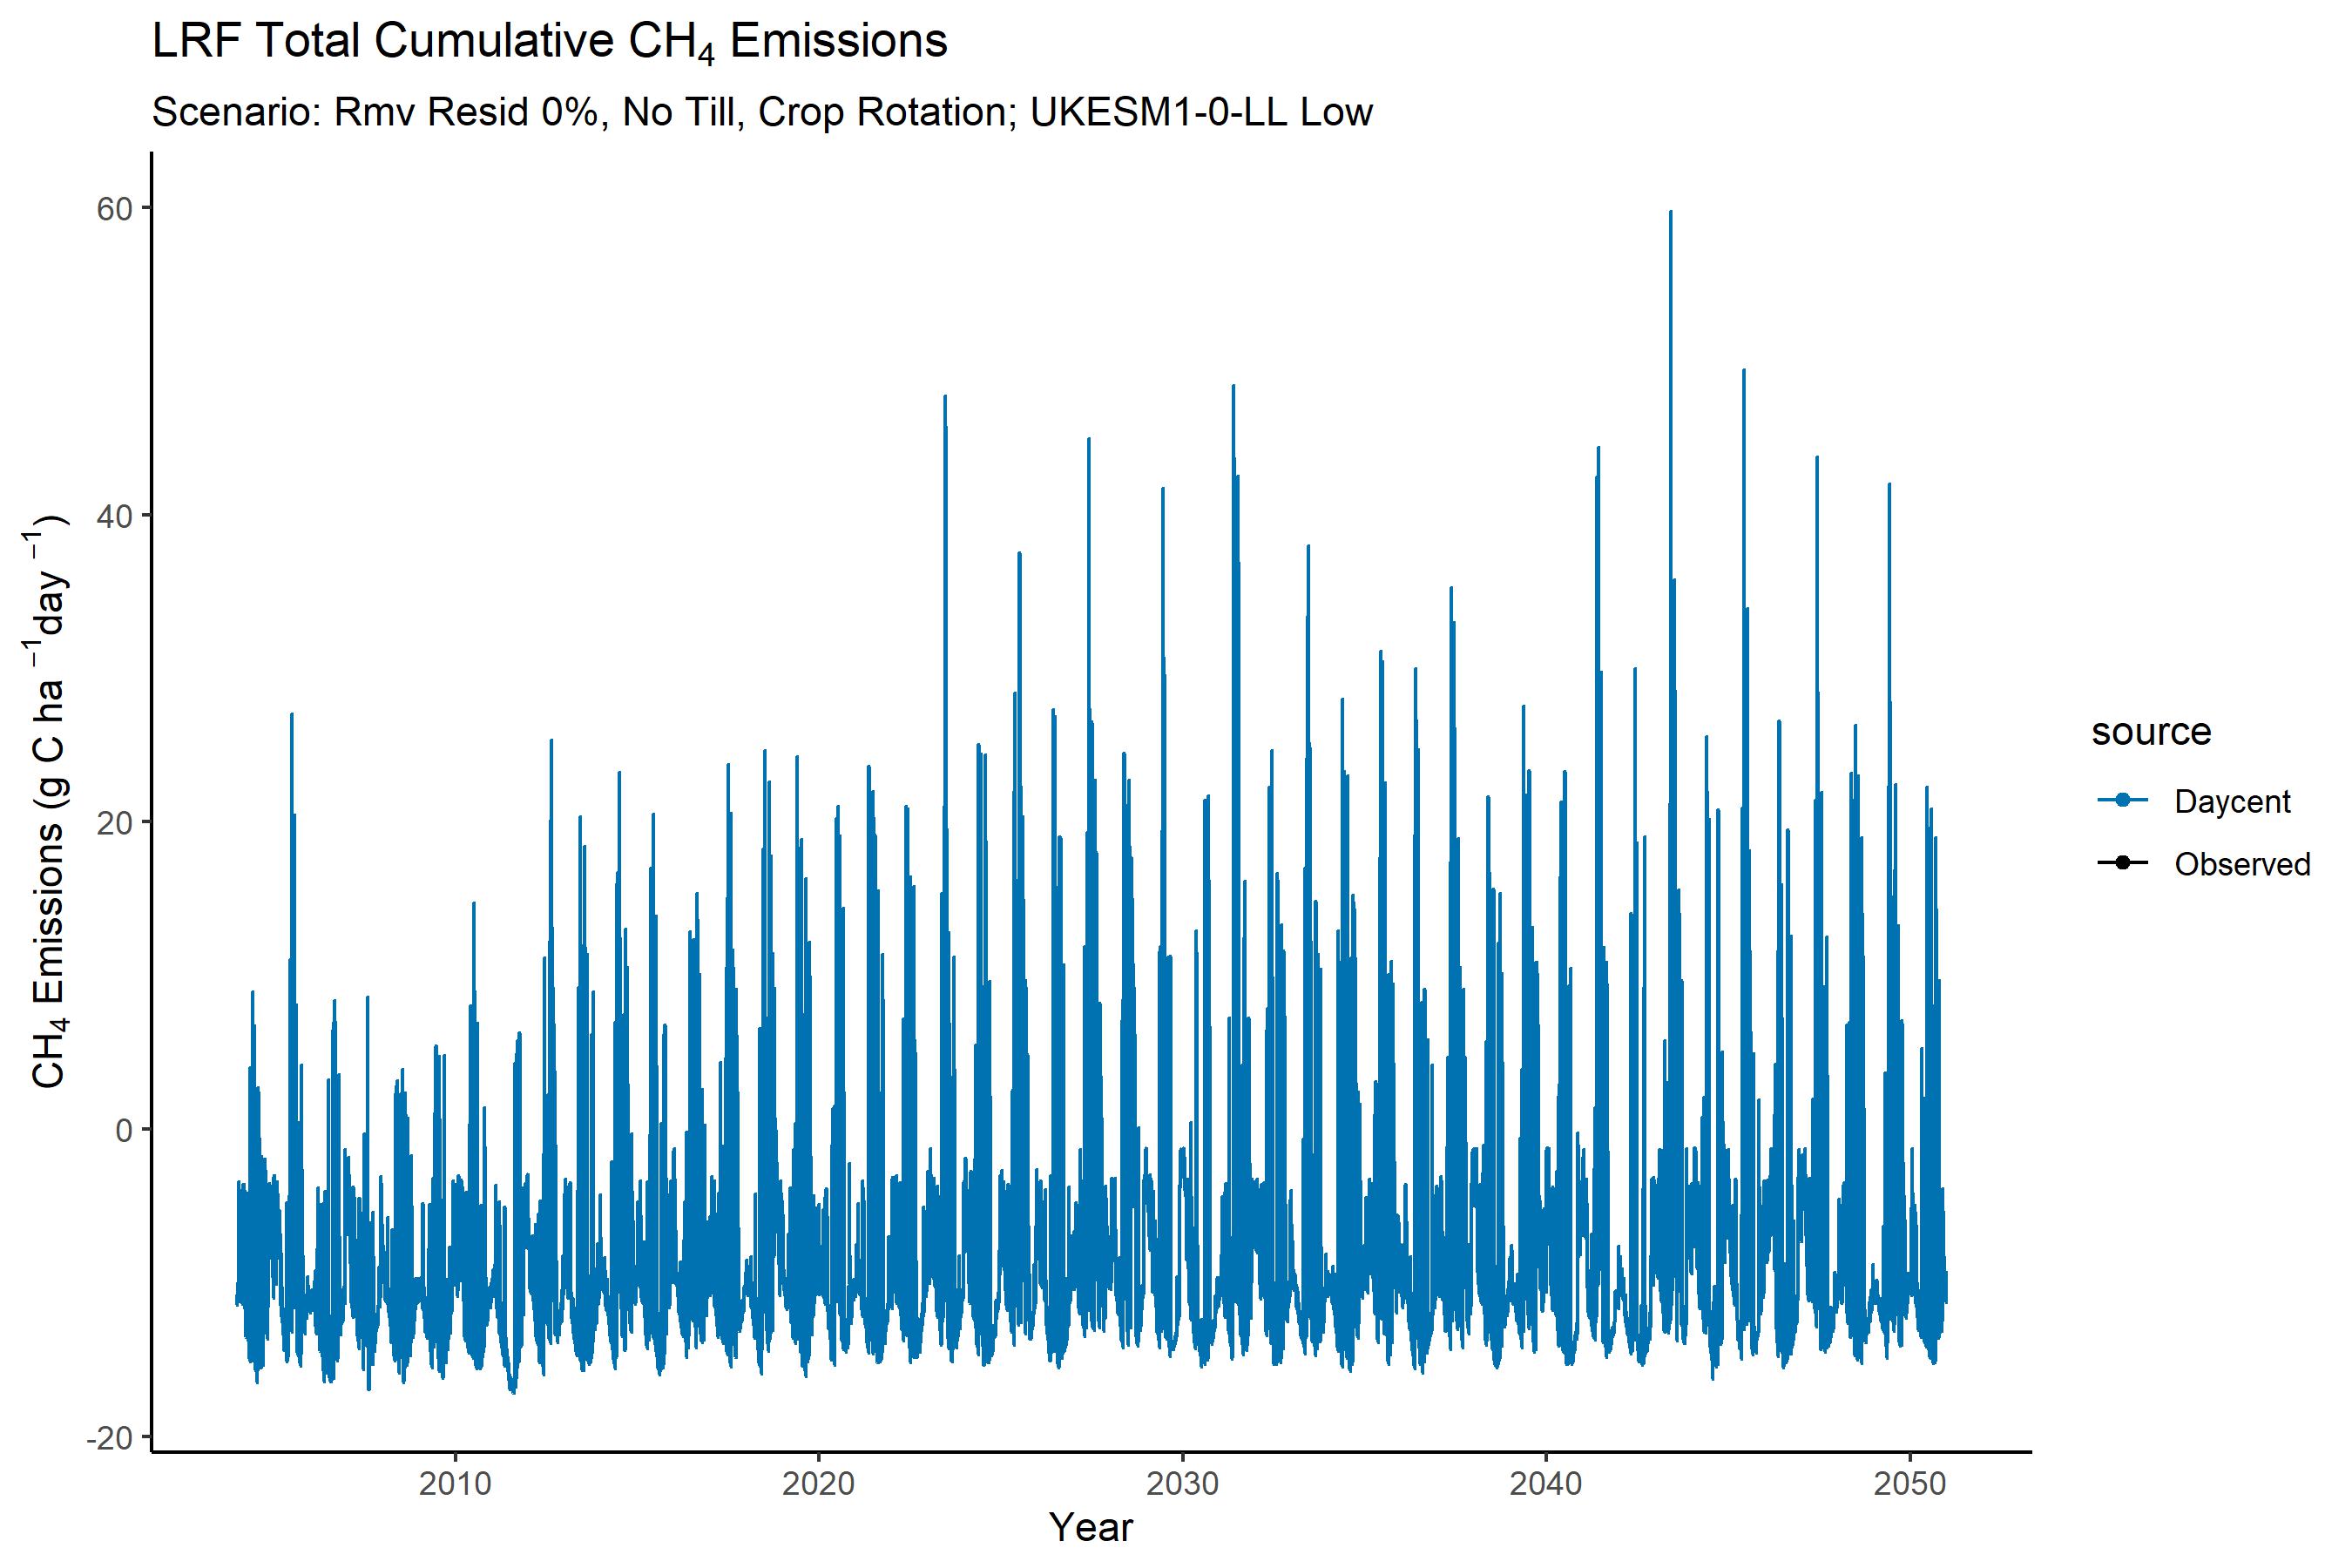 LRF Total Cumulative CH₄ Emissions
Scenario: Rmv Resid 0%, No Till, Crop Rotation; UKESM1-0-LL Low
CH₄ Emissions (g C ha ⁻¹day ⁻¹)
60
40
20
0
-20
2010 2020 2030 2040 2050
Year
source
Daycent
Observed